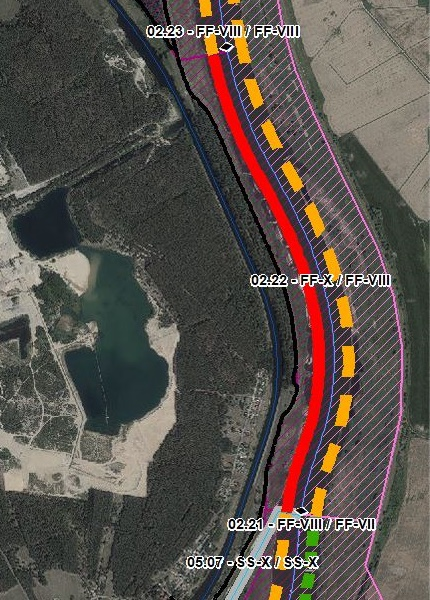 02.23 - FF-VIII / FF-VIII
02.22 - FF-X / FF-VIII
02.21 - FF-VIII / FF-VII
05.07 - SS-X / SS-X